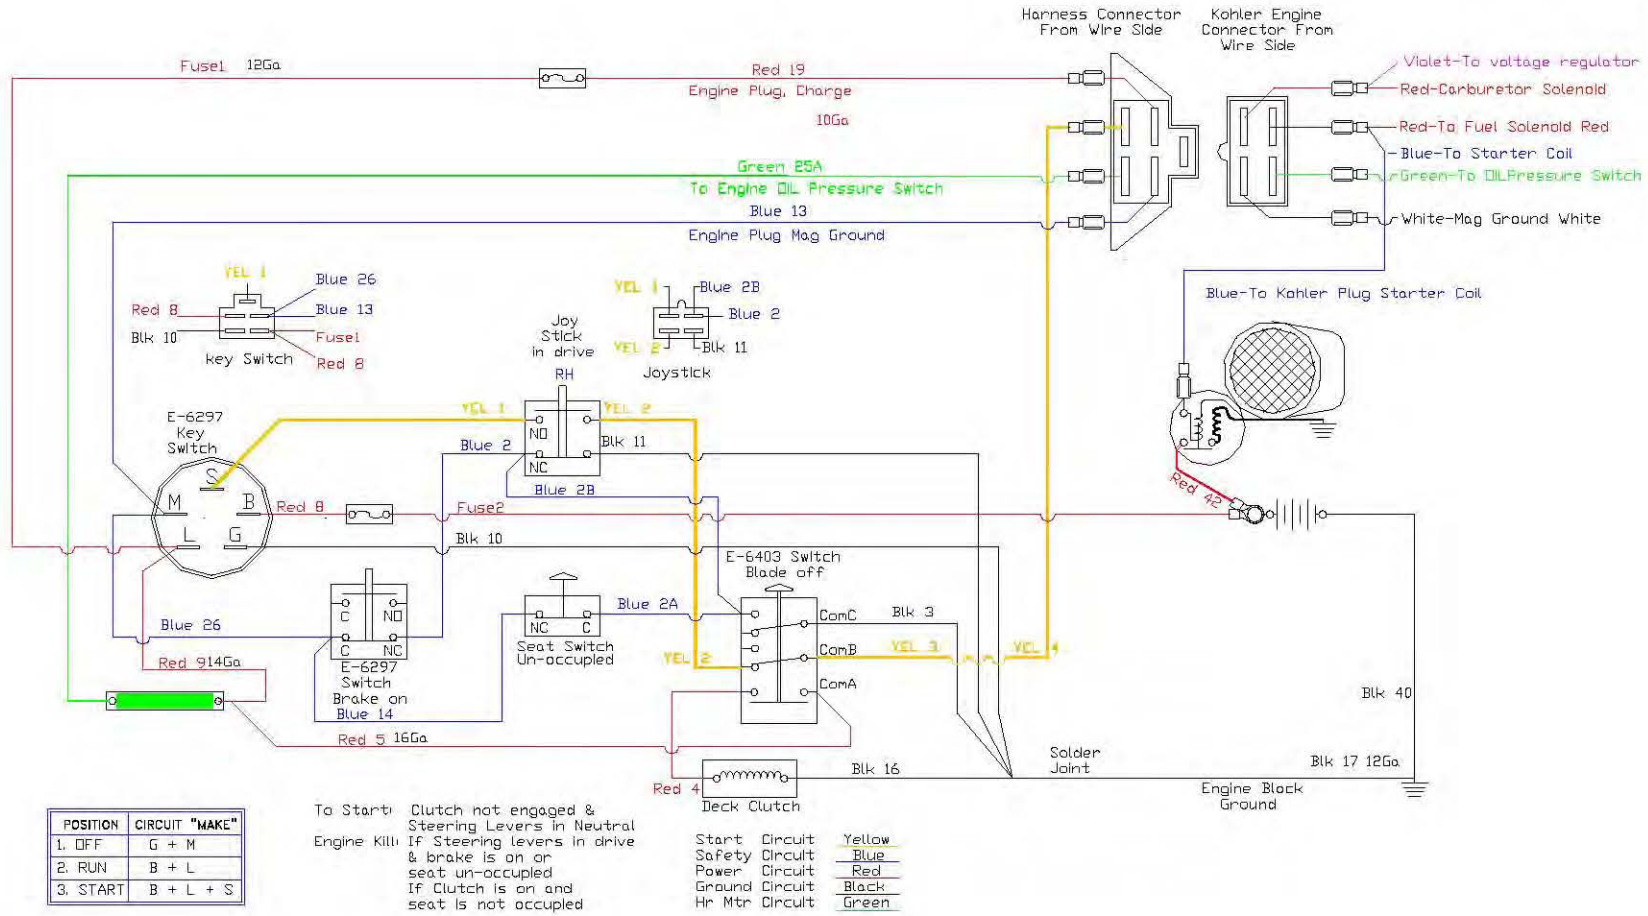 Harness Connector
From Wire Side
Kohler Engine
Connector From
Wire Side
Fuse1 12Ga
Red 19
Engine Plug, Charge
10Ga
Violet-To voltage regulator
Red-Carburetor Solenoid
Red-To Fuel Solenoid Red
Blue-To Starter Coil
Green-To OILPressure Switch
White-Mag Ground White
Green 25A
To Engine OIL Pressure Switch
Blue 13
Engine Plug Mag Ground
YEL 1
Blue 26
Red 8
Blue 13
Blk 10
Fuse1
key Switch
Red 8
YEL 1
Blue 2B
Blue 2
YEL 2
Blk 11
Joystick
Joy
Stick
in drive
RH
Blue-To Kohler Plug Starter Coil
E-6297
Key
Switch
YEL 1
YEL 2
NO
Blue 2
Blk 11
NC
Blue 2B
S
M
B
L
G
Red 8
Fuse2
Red 42
Blk 10
E-6403 Switch
Blade off
C
NO
C
NC
Blue 26
E-6297
Switch
Brake on
Blue 14
NC
C
Seat Switch
Un-occupied
Blue 2A
ComC
Blk 3
ComB
YEL 3
YEL 4
YEL 2
ComA
Red 914Ga
Red 5 16Ga
Blk 40
Blk 17 12Ga
Solder
Joint
Blk 16
Red 4
Deck Clutch
Engine Block
Ground
POSITION CIRCUIT "MAKE"
1. OFF G + M
2. RUN B + L
3. START B + L + S
To Start: Clutch not engaged &
Steering Levers in Neutral
Engine Kill: If Steering levers in drive
& brake is on or
seat un-occupied
If Clutch is on and
seat is not occupied
Start Circuit Yellow
Safety Circuit Blue
Power Circuit Red
Ground Circuit Black
Hr Mtr Circuit Green